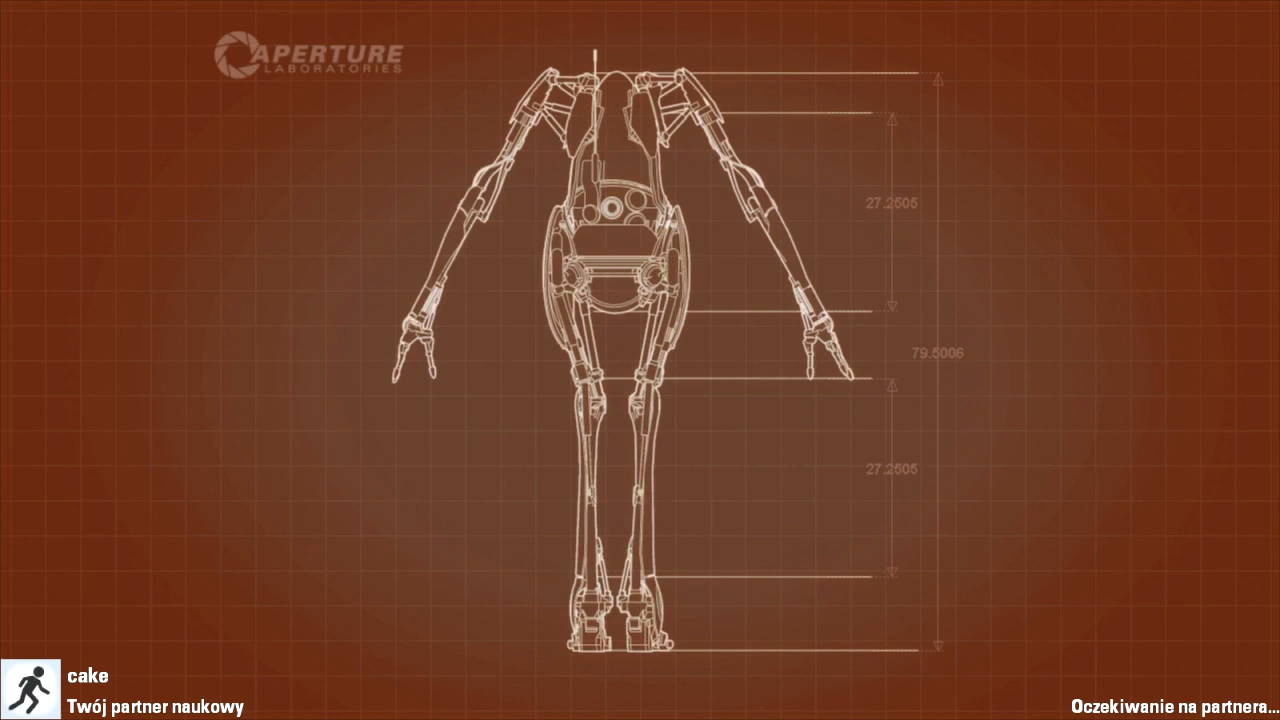 APERTURE
LABORATORIES
27.2505
79.5006
27.2505
cake
Twój partner naukowy
Oczekiwanie na partnera...